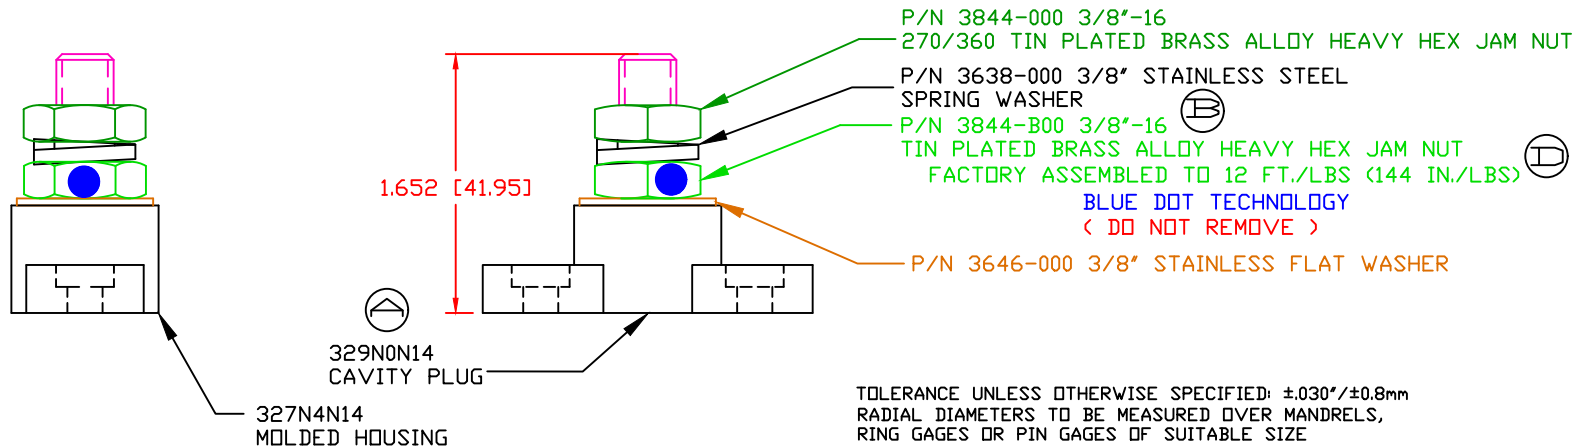 P/N 3844-000 3/8"-16
270/360 TIN PLATED BRASS ALLOY HEAVY HEX JAM NUT
P/N 3638-000 3/8" STAINLESS STEEL
SPRING WASHER
B
P/N 3844-B00 3/8"-16
TIN PLATED BRASS ALLOY HEAVY HEX JAM NUT
D
FACTORY ASSEMBLED TO 12 FT./LBS (144 IN./LBS)
BLUE DOT TECHNOLOGY
( DO NOT REMOVE )
P/N 3646-000 3/8" STAINLESS FLAT WASHER
1.652 [41.95]
A
329N0N14
CAVITY PLUG
327N4N14
MOLDED HOUSING
TOLERANCE UNLESS OTHERWISE SPECIFIED: ±.030"/±0.8mm
RADIAL DIAMETERS TO BE MEASURED OVER MANDRELS,
RING GAGES OR PIN GAGES OF SUITABLE SIZE